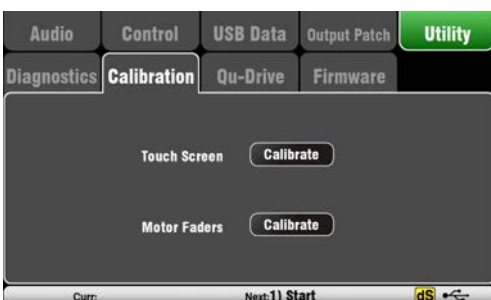 Audio Control USB Data Output Patch Utility
Diagnostics Calibration Qu-Drive Firmware
Touch Screen Calibrate
Motor Faders Calibrate
Curr: Next:1) Start dS